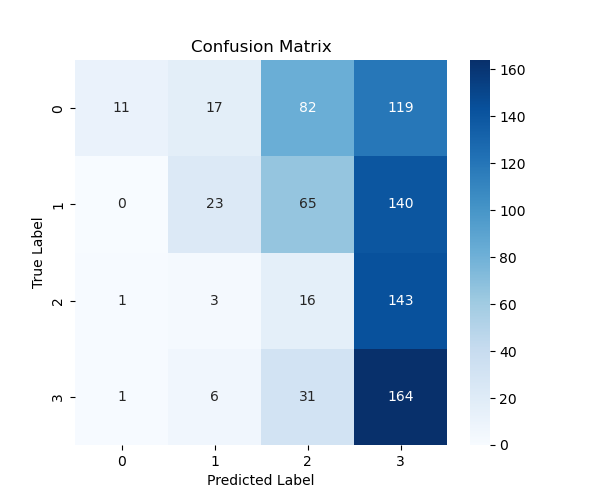 Confusion Matrix
0 11 17 82 119
1 0 23 65 140
2 1 3 16 143
3 1 6 31 164
0 1 2 3
Predicted Label
True Label
160
140
120
100
80
60
40
20
0